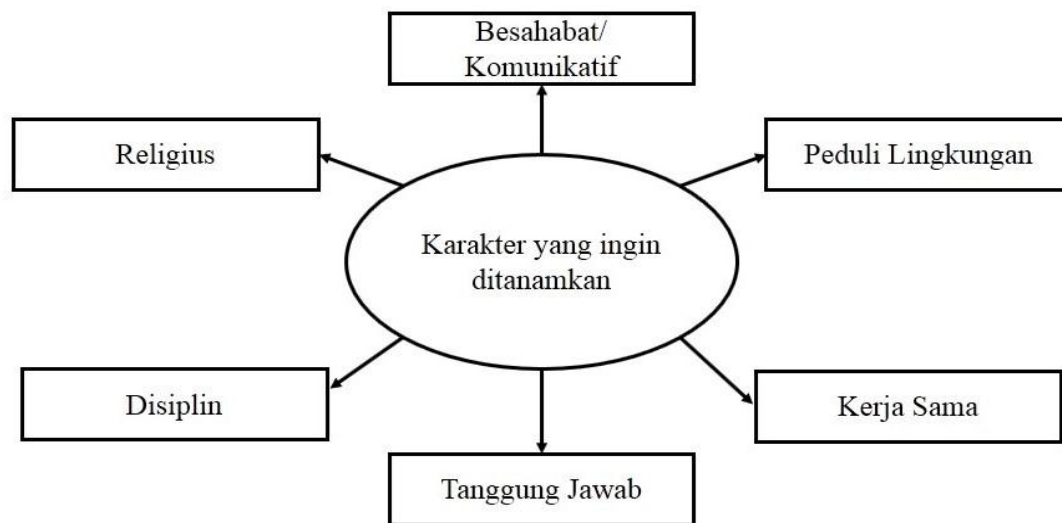 Besahabat/
Komunikatif
Religius
Peduli Lingkungan
Karakter yang ingin
ditanamkan
Disiplin
Kerja Sama
Tanggung Jawab